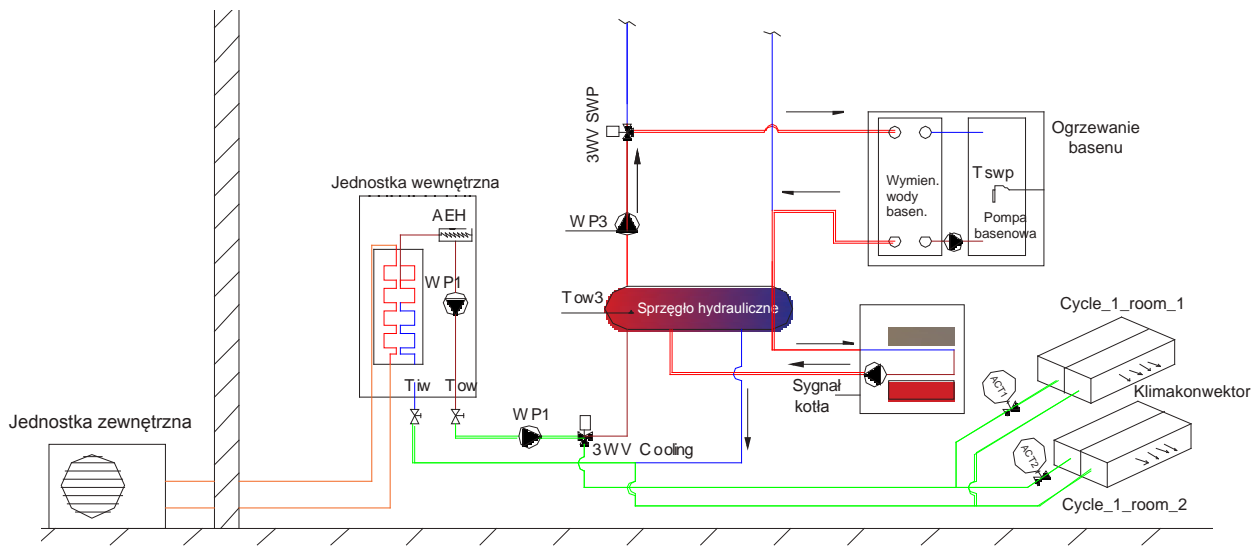 3WV SWP
Ogrzewanie
basenu
Jednostka wewnętrzna
AEH
Wymien.
wody
basen.
Tswp
Pompa
basenowa
WP3
WP1
Tow3
Sprzęgło hydrauliczne
Cycle_1_room_1
Sygnał
kotła
Tiw
Tow
ACT1
Klimakonwektor
Jednostka zewnętrzna
WP1
3WV Cooling
ACT2
Cycle_1_room_2